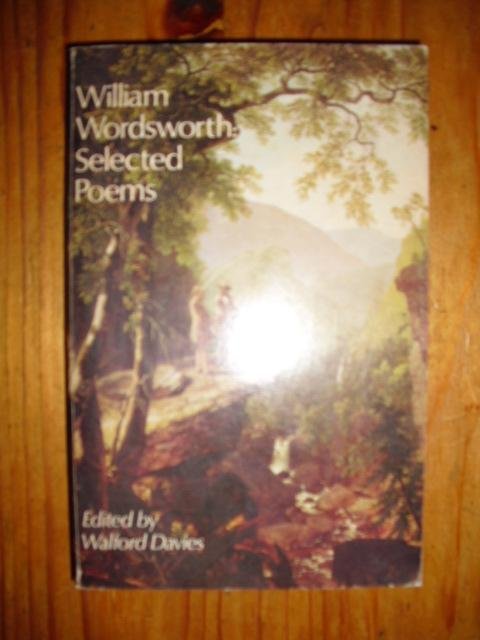 William
Wordsworth:
Selected
Poems
Edited by
Walford Davies